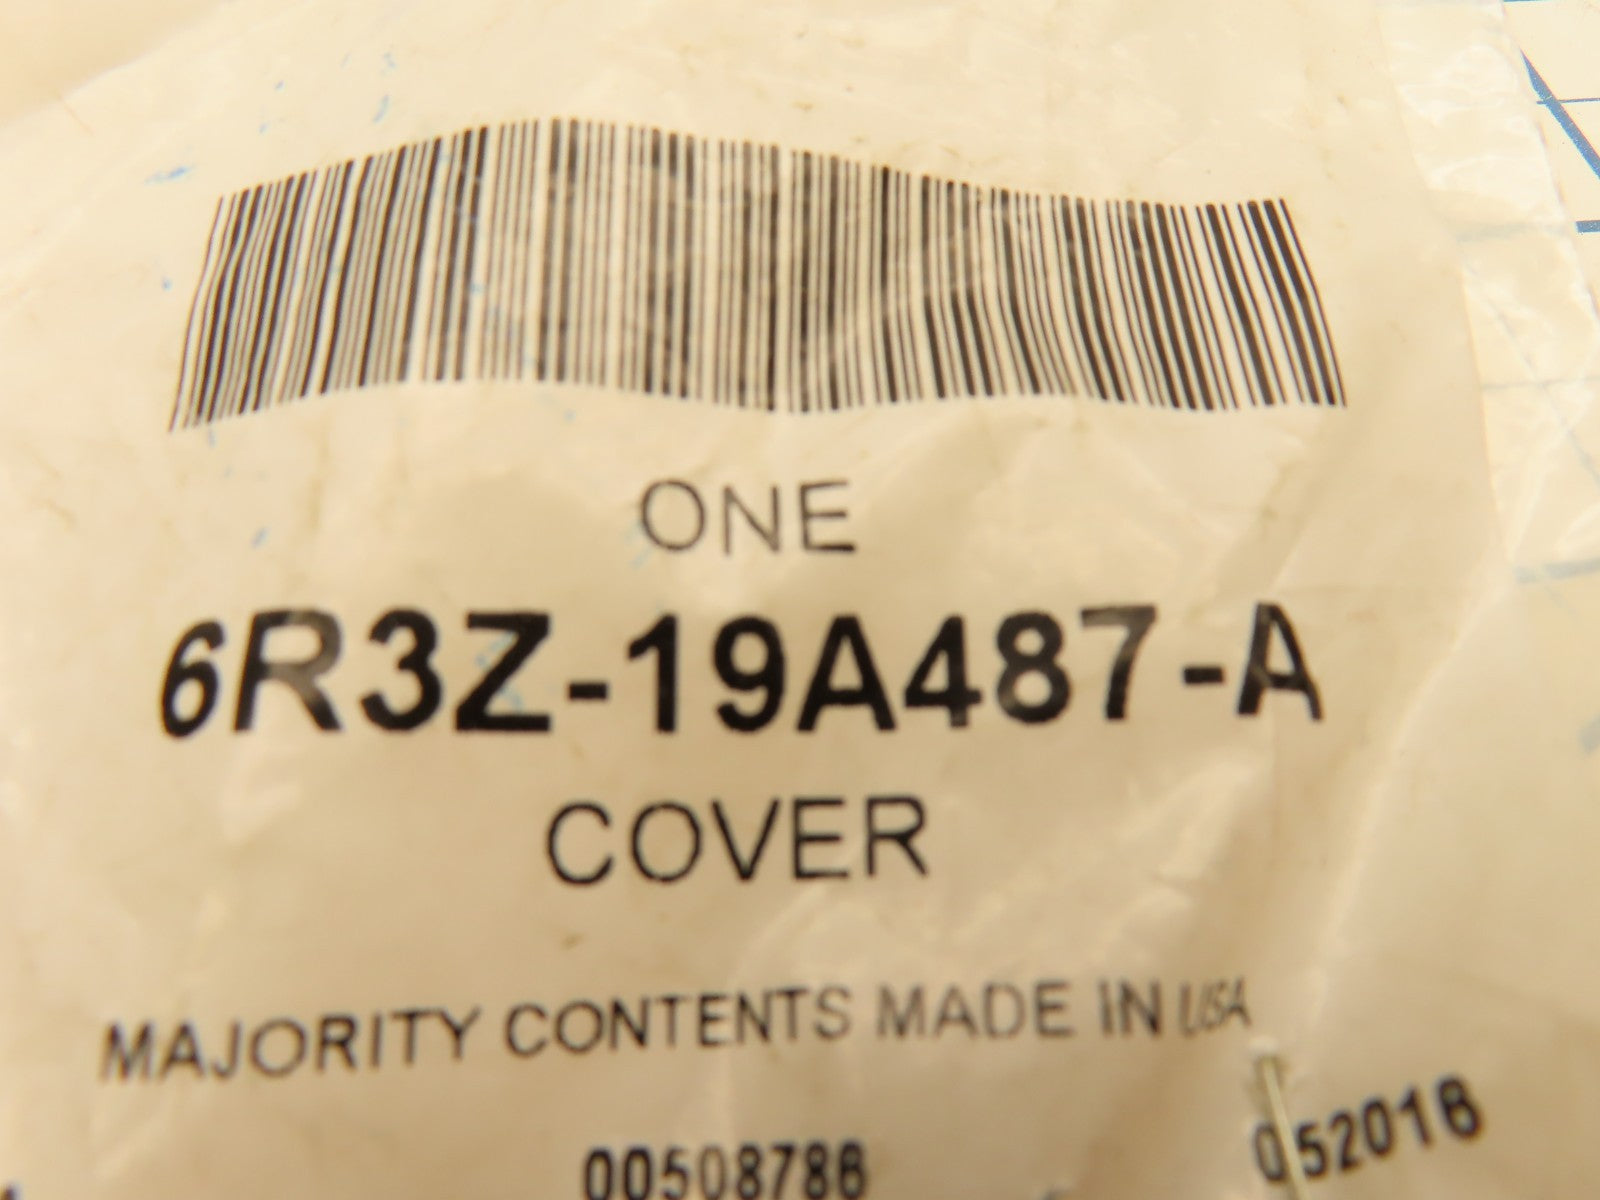 ONE
6R3Z-19A487-A
COVER
MAJORITY CONTENTS MADE IN USA
052016
00508786